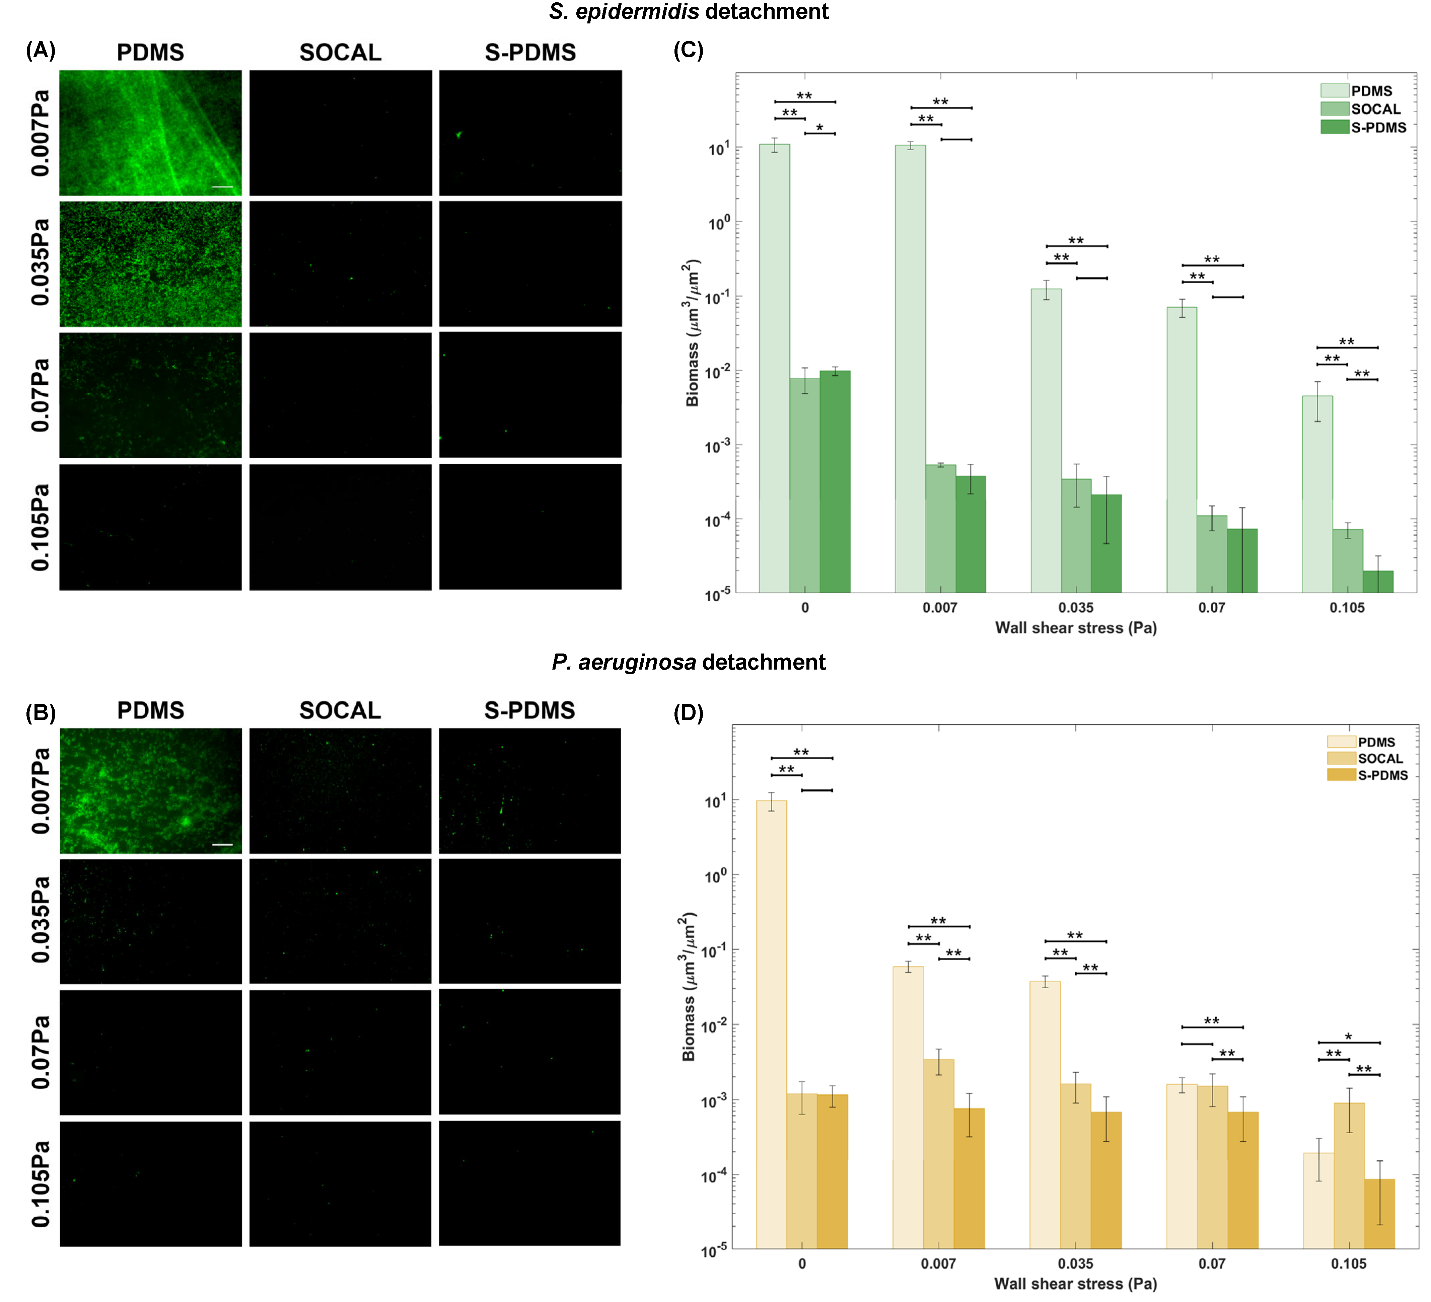 S. epidermidis detachment
(A)
PDMS SOCAL S-PDMS
0.007Pa
0.035Pa
0.07Pa
0.105Pa
(C)
PDMS
SOCAL
S-PDMS
** ** *
** **
** **
** **
** ** **
10^1
10^0
10^-1
10^-2
10^-3
10^-4
10^-5
Biomass (μm^3/μm^2)
0 0.007 0.035 0.07 0.105
Wall shear stress (Pa)
P. aeruginosa detachment
(B)
PDMS SOCAL S-PDMS
0.007Pa
0.035Pa
0.07Pa
0.105Pa
(D)
PDMS
SOCAL
S-PDMS
** **
** ** **
** ** **
** **
* ** **
10^1
10^0
10^-1
10^-2
10^-3
10^-4
10^-5
Biomass (μm^3/μm^2)
0 0.007 0.035 0.07 0.105
Wall shear stress (Pa)